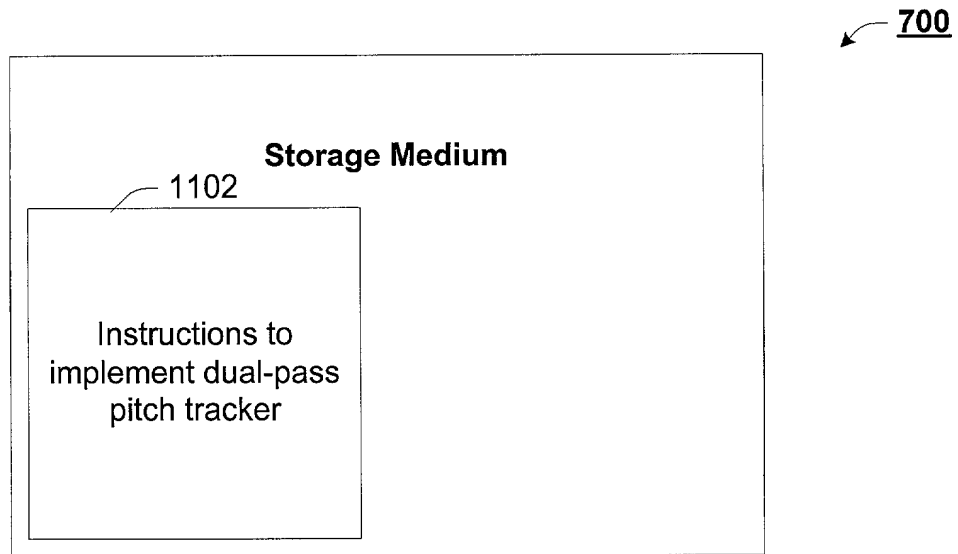 700
Storage Medium
1102
Instructions to
implement dual-pass
pitch tracker